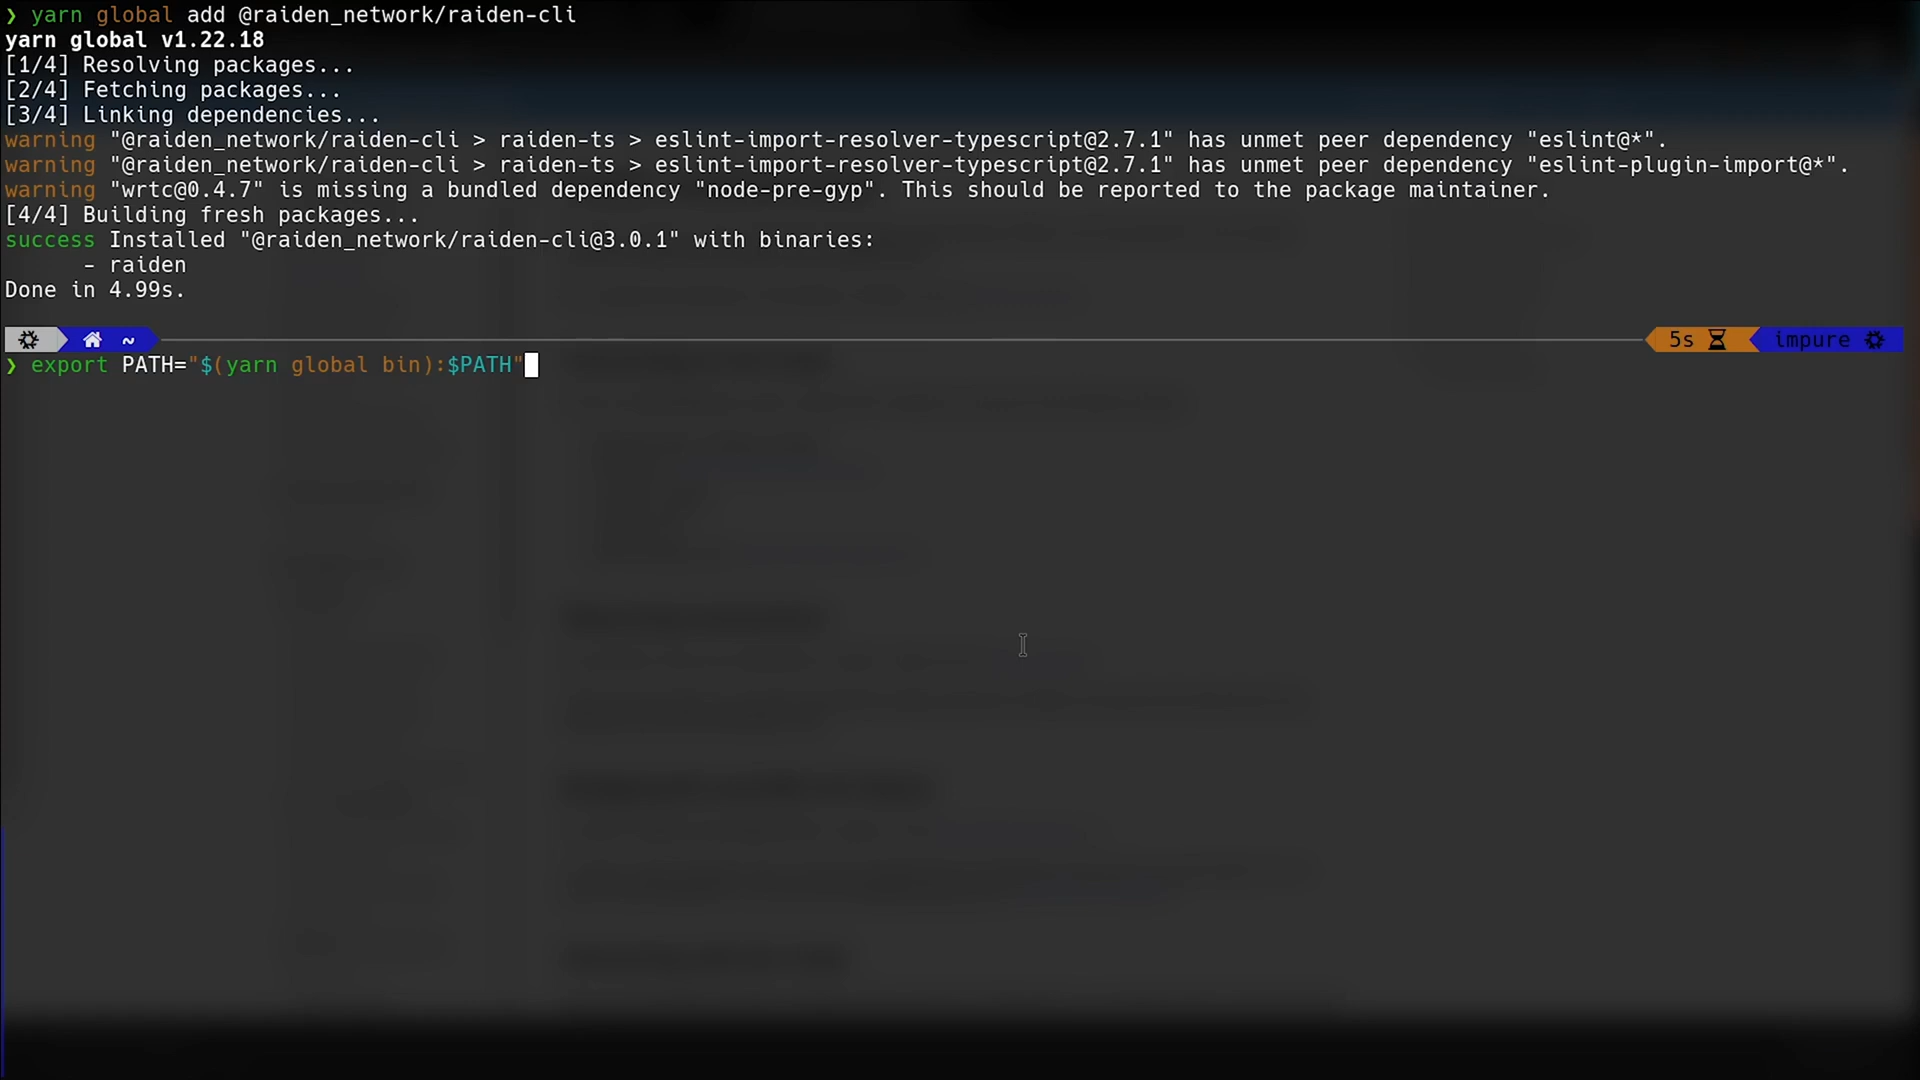 ❯ yarn global add @raiden_network/raiden-cli
yarn global v1.22.18
[1/4] Resolving packages...
[2/4] Fetching packages...
[3/4] Linking dependencies...
warning "@raiden_network/raiden-cli > raiden-ts > eslint-import-resolver-typescript@2.7.1" has unmet peer dependency "eslint@*".
warning "@raiden_network/raiden-cli > raiden-ts > eslint-import-resolver-typescript@2.7.1" has unmet peer dependency "eslint-plugin-import@*".
warning "wrtc@0.4.7" is missing a bundled dependency "node-pre-gyp". This should be reported to the package maintainer.
[4/4] Building fresh packages...
success Installed "@raiden_network/raiden-cli@3.0.1" with binaries:
      - raiden
Done in 4.99s.
~ 5s impure
❯ export PATH="$(yarn global bin):$PATH"